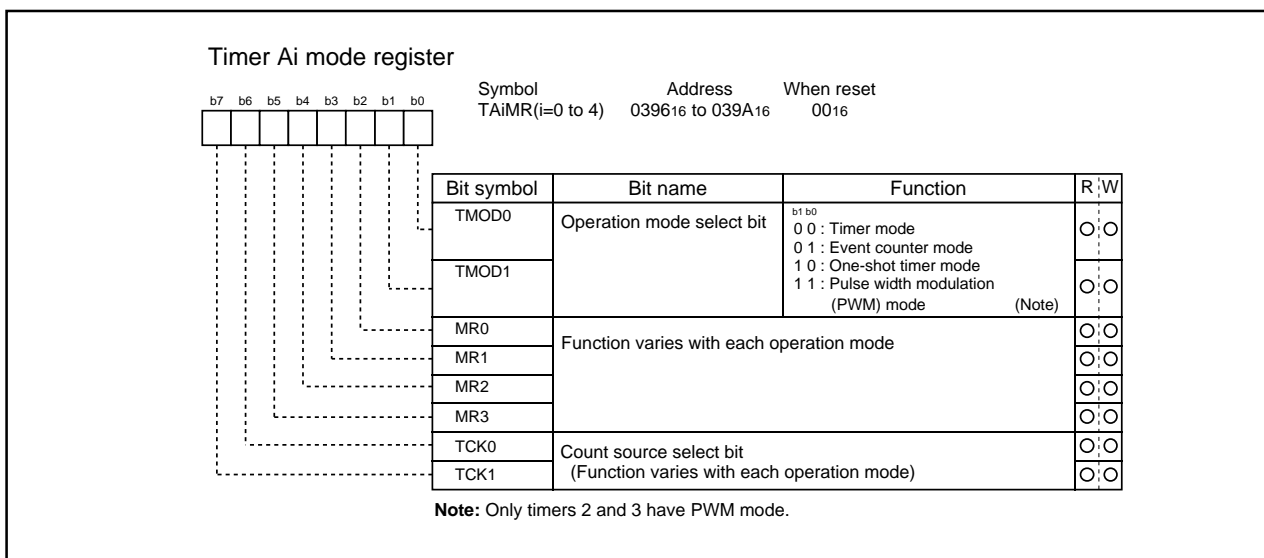 Timer Ai mode register
Symbol Address When reset
TAiMR(i=0 to 4) 039616 to 039A16 0016
b7 b6 b5 b4 b3 b2 b1 b0
Bit symbol Bit name Function R W
TMOD0 Operation mode select bit b1 b0
0 0 : Timer mode
0 1 : Event counter mode
TMOD1 1 0 : One-shot timer mode
1 1 : Pulse width modulation
(PWM) mode (Note)
MR0 Function varies with each operation mode
MR1
MR2
MR3
TCK0 Count source select bit
TCK1 (Function varies with each operation mode)
Note: Only timers 2 and 3 have PWM mode.